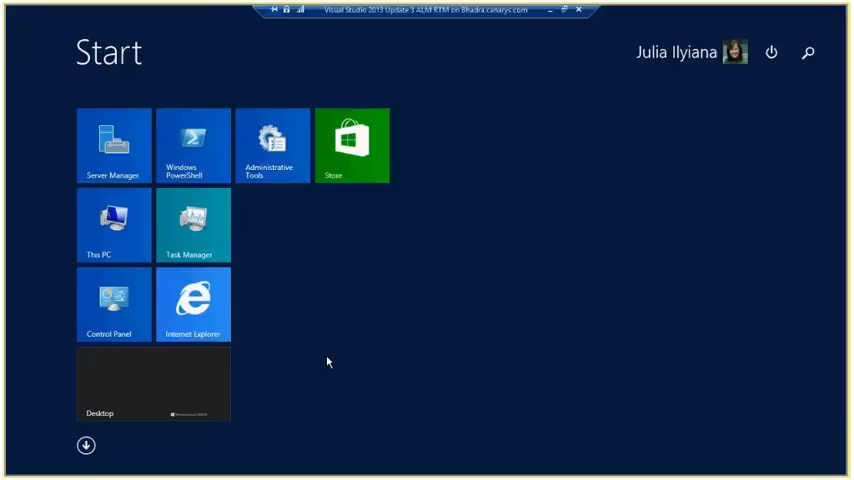 Visual Studio 2013 Update 3 ALM RTM on Bhadra.canarys.com
Start
Julia Ilyiana
Server Manager
Windows
PowerShell
Administrative
Tools
Store
This PC
Task Manager
Control Panel
Internet Explorer
Desktop